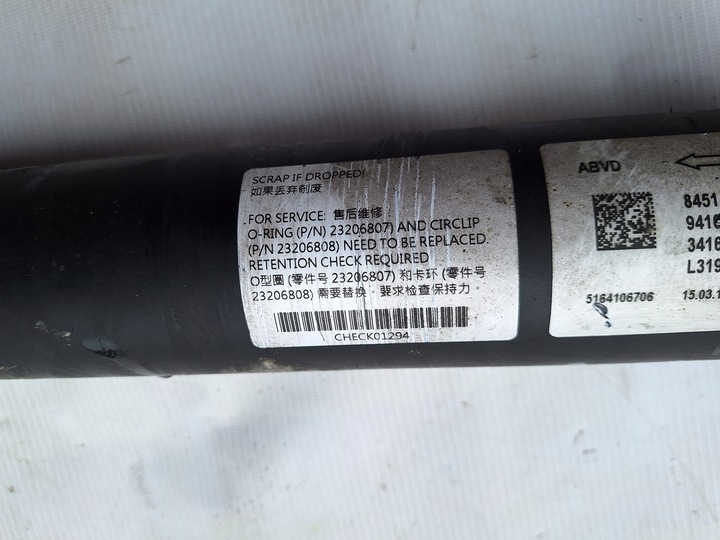 SCRAP IF DROPPED!
如果丢弃剷废
FOR SERVICE: 售后维修:
O-RING (P/N) 23206807) AND CIRCLIP
(P/N 23206808) NEED TO BE REPLACED.
RETENTION CHECK REQUIRED
O型圈 (零件号 23206807) 和卡环 (零件号
23206808) 需要替换,要求检查保持力.
CHECK01294
ABVD
8451
9416
3416
L319
5164106706
15.03.1